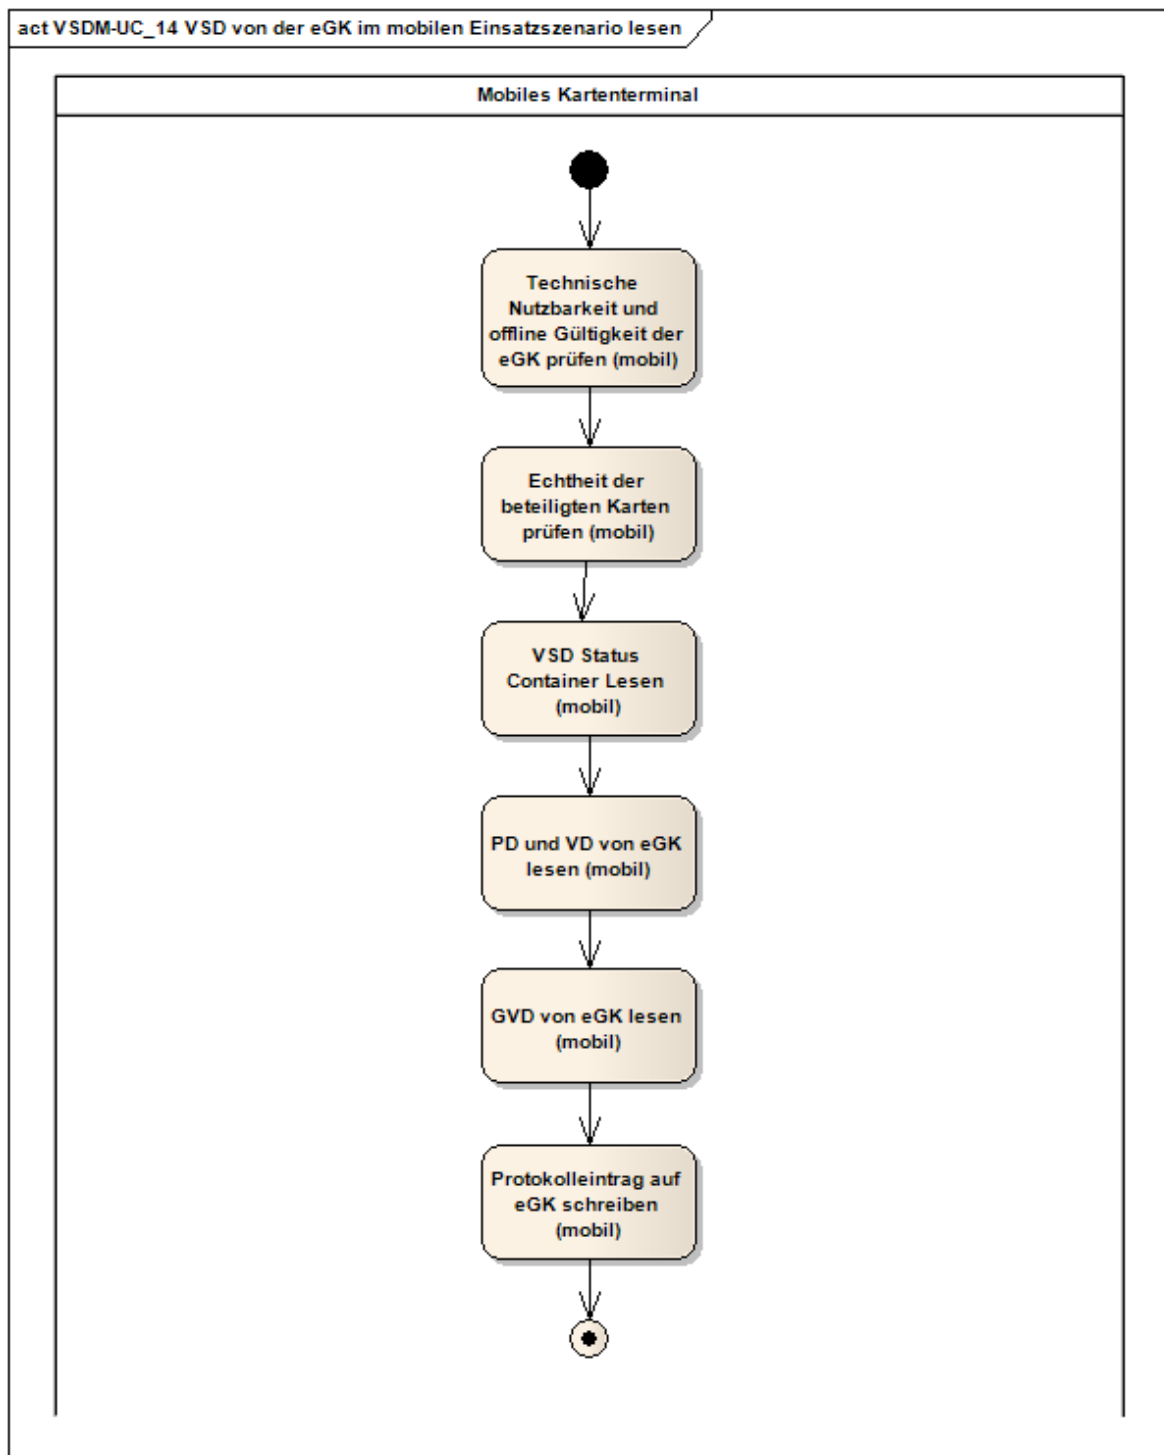 act VSDM-UC_14 VSD von der eGK im mobilen Einsatzszenario lesen
Mobiles Kartenterminal
Technische
Nutzbarkeit und
offline Gültigkeit der
eGK prüfen (mobil)
Echtheit der
beteiligten Karten
prüfen (mobil)
VSD Status
Container Lesen
(mobil)
PD und VD von eGK
lesen (mobil)
GVD von eGK lesen
(mobil)
Protokolleintrag auf
eGK schreiben
(mobil)